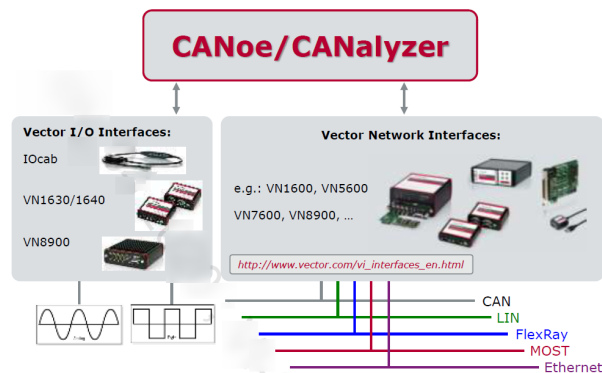 CANoe/CANalyzer
Vector I/O Interfaces:
IOcab
VN1630/1640
VN8900
Vector Network Interfaces:
e.g.: VN1600, VN5600
VN7600, VN8900, ...
http://www.vector.com/vi_interfaces_en.html
CAN
LIN
FlexRay
MOST
Ethernet